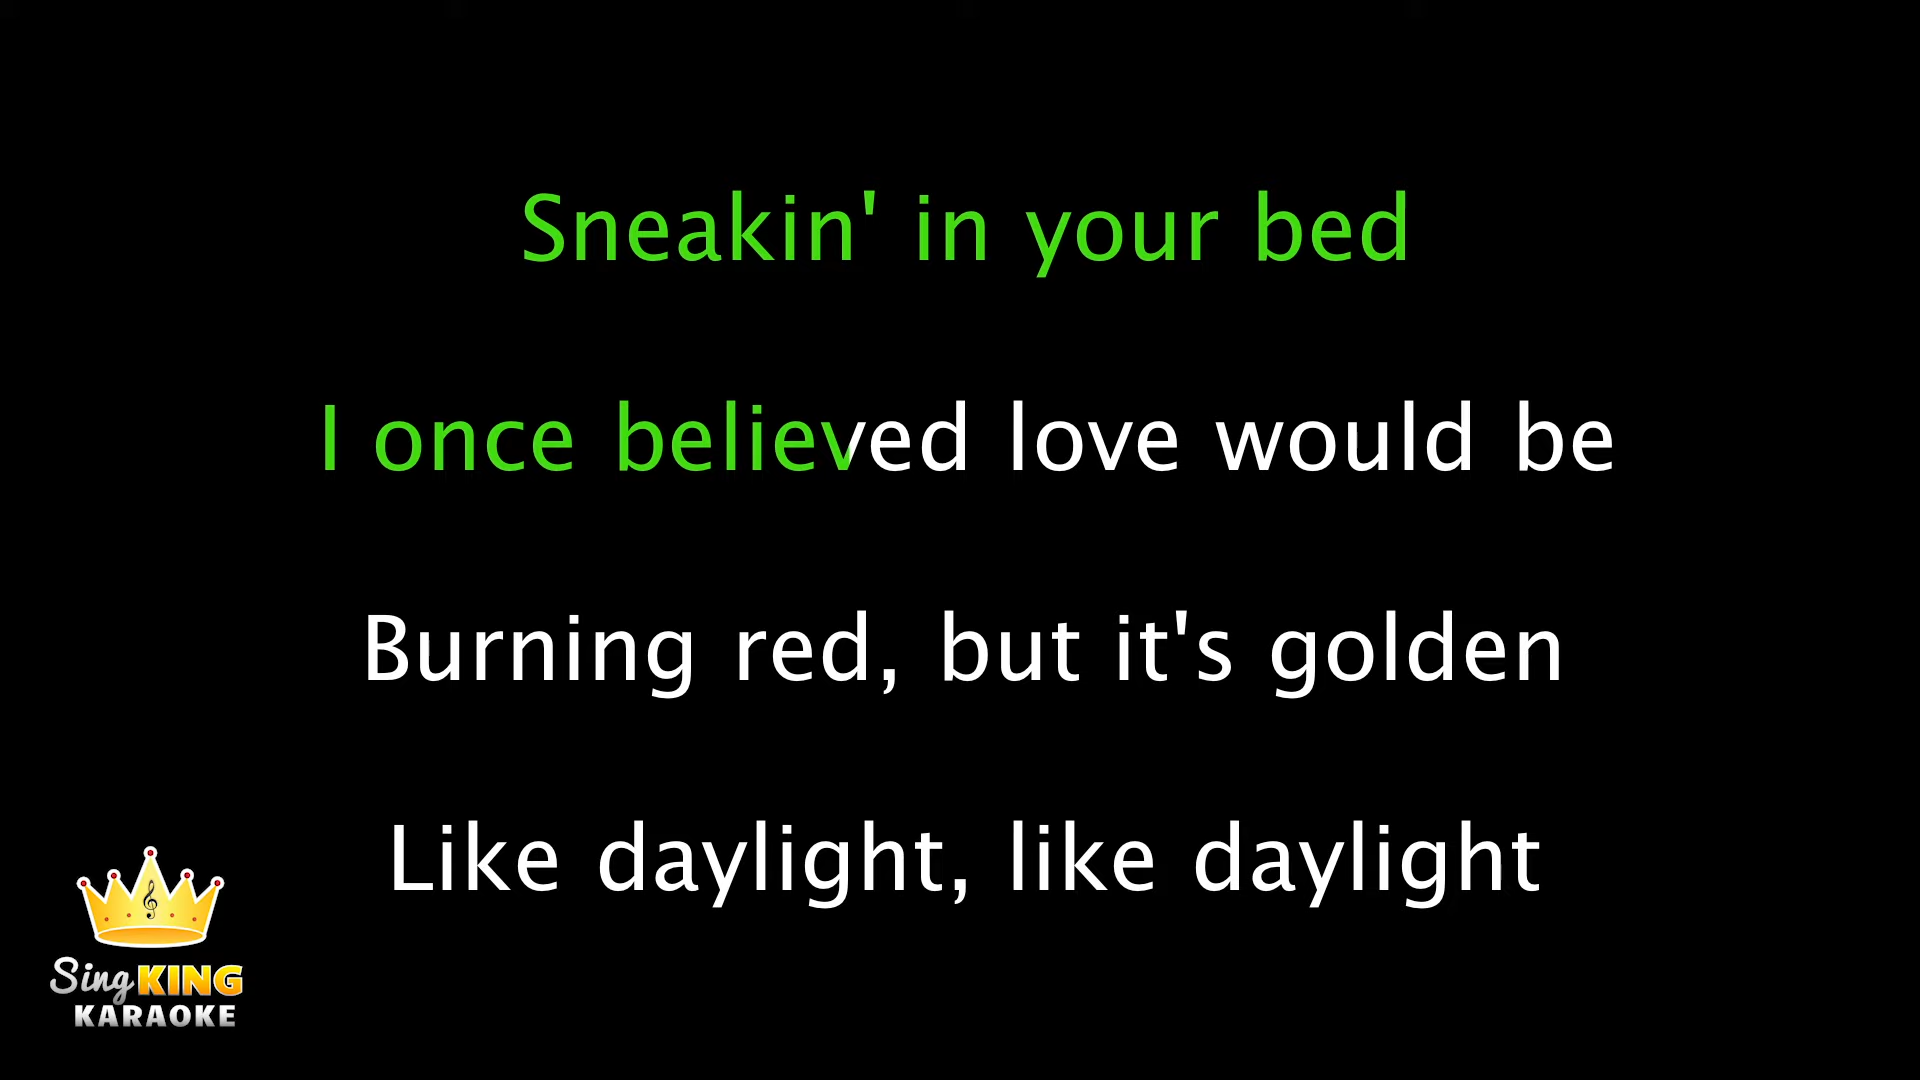 Sneakin' in your bed
I once believed love would be
Burning red, but it's golden
Like daylight, like daylight
Sing KING
KARAOKE